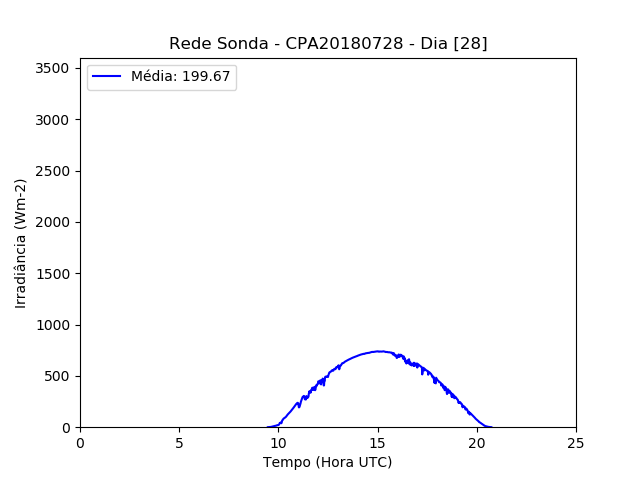 Rede Sonda - CPA20180728 - Dia [28]
Média: 199.67
3500
3000
2500
2000
1500
1000
500
0
Irradiância (Wm-2)
0 5 10 15 20 25
Tempo (Hora UTC)